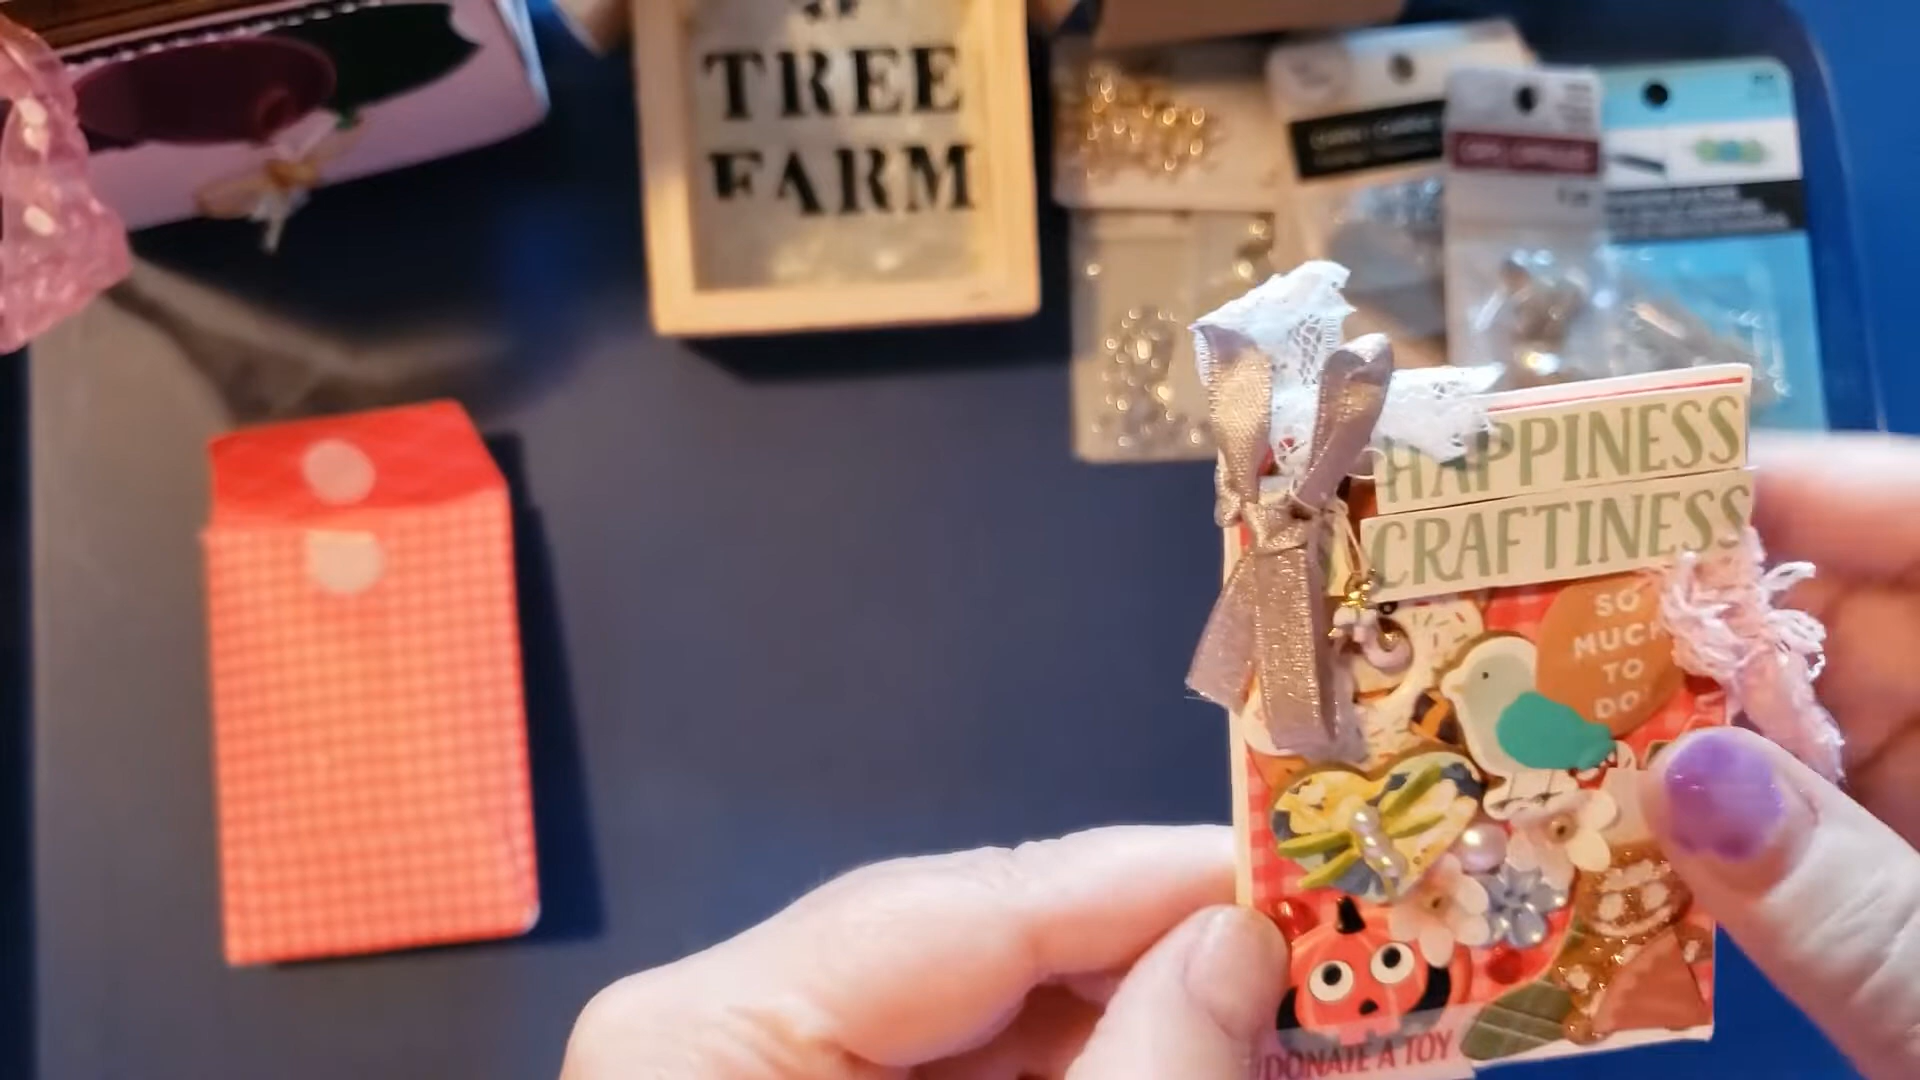 TREE
FARM
HAPPINESS
CRAFTINESS
SO
MUCH
TO
DO
DONATE A TOY